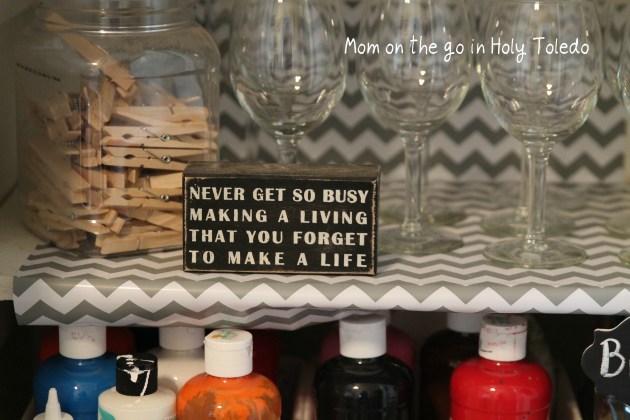 Mom on the go in Holy Toledo
NEVER GET SO BUSY
MAKING A LIVING
THAT YOU FORGET
TO MAKE A LIFE
B